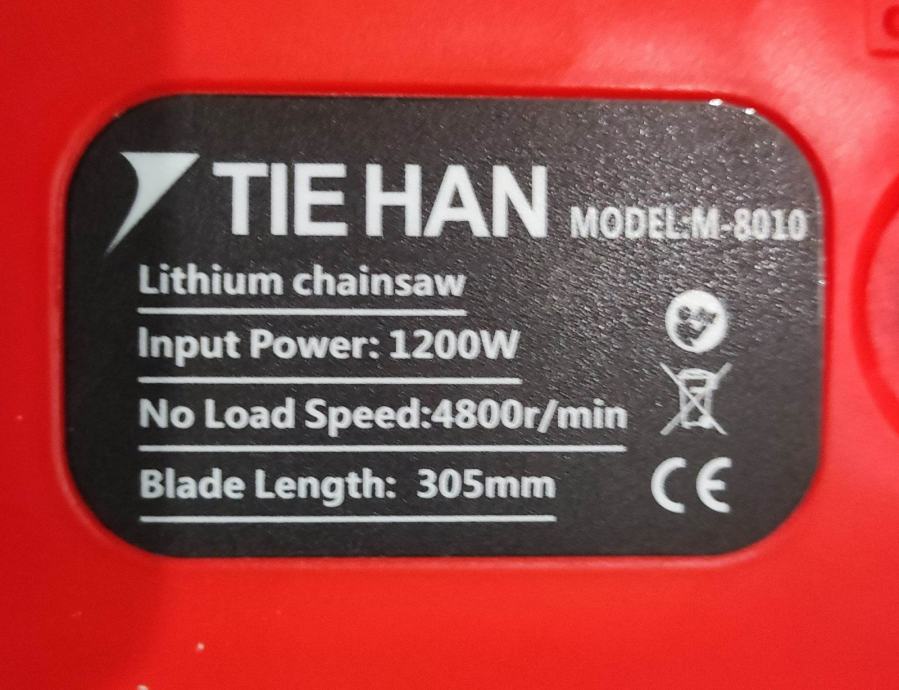 TIE HAN MODEL:M-8010
Lithium chainsaw
Input Power: 1200W
No Load Speed:4800r/min
Blade Length: 305mm
CE